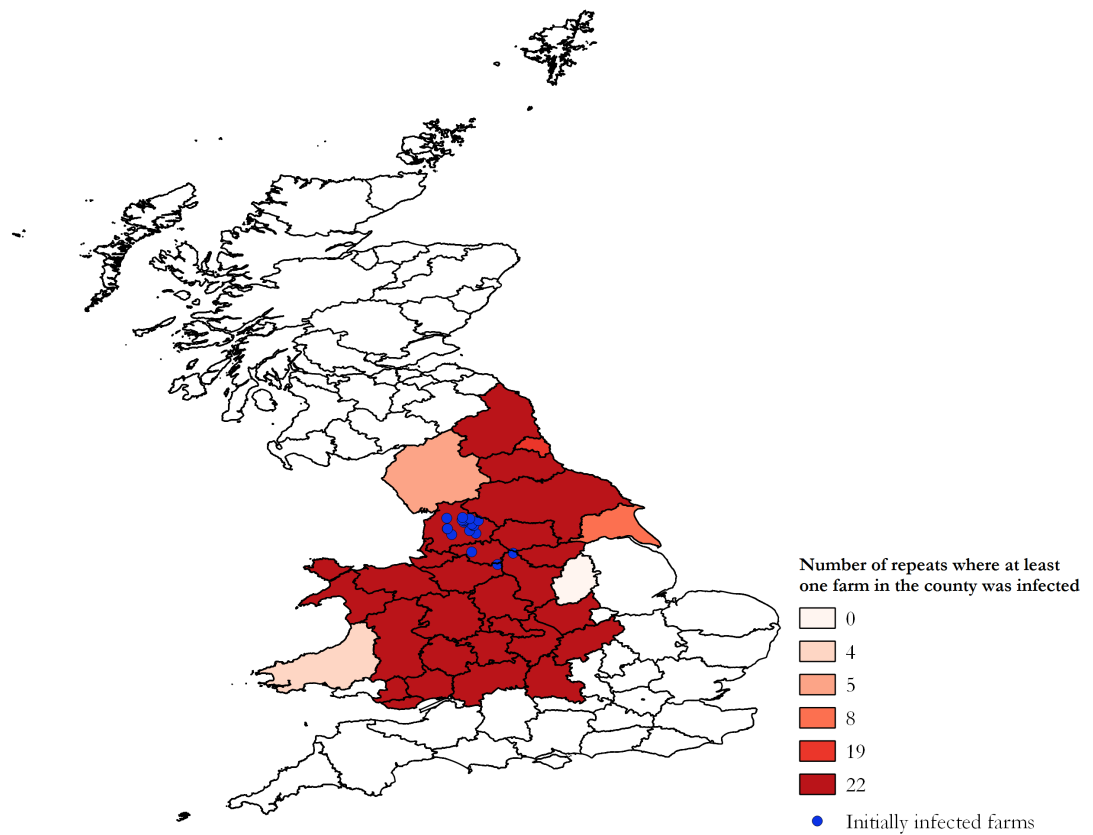 Number of repeats where at least
one farm in the county was infected
0
4
5
8
19
22
Initially infected farms